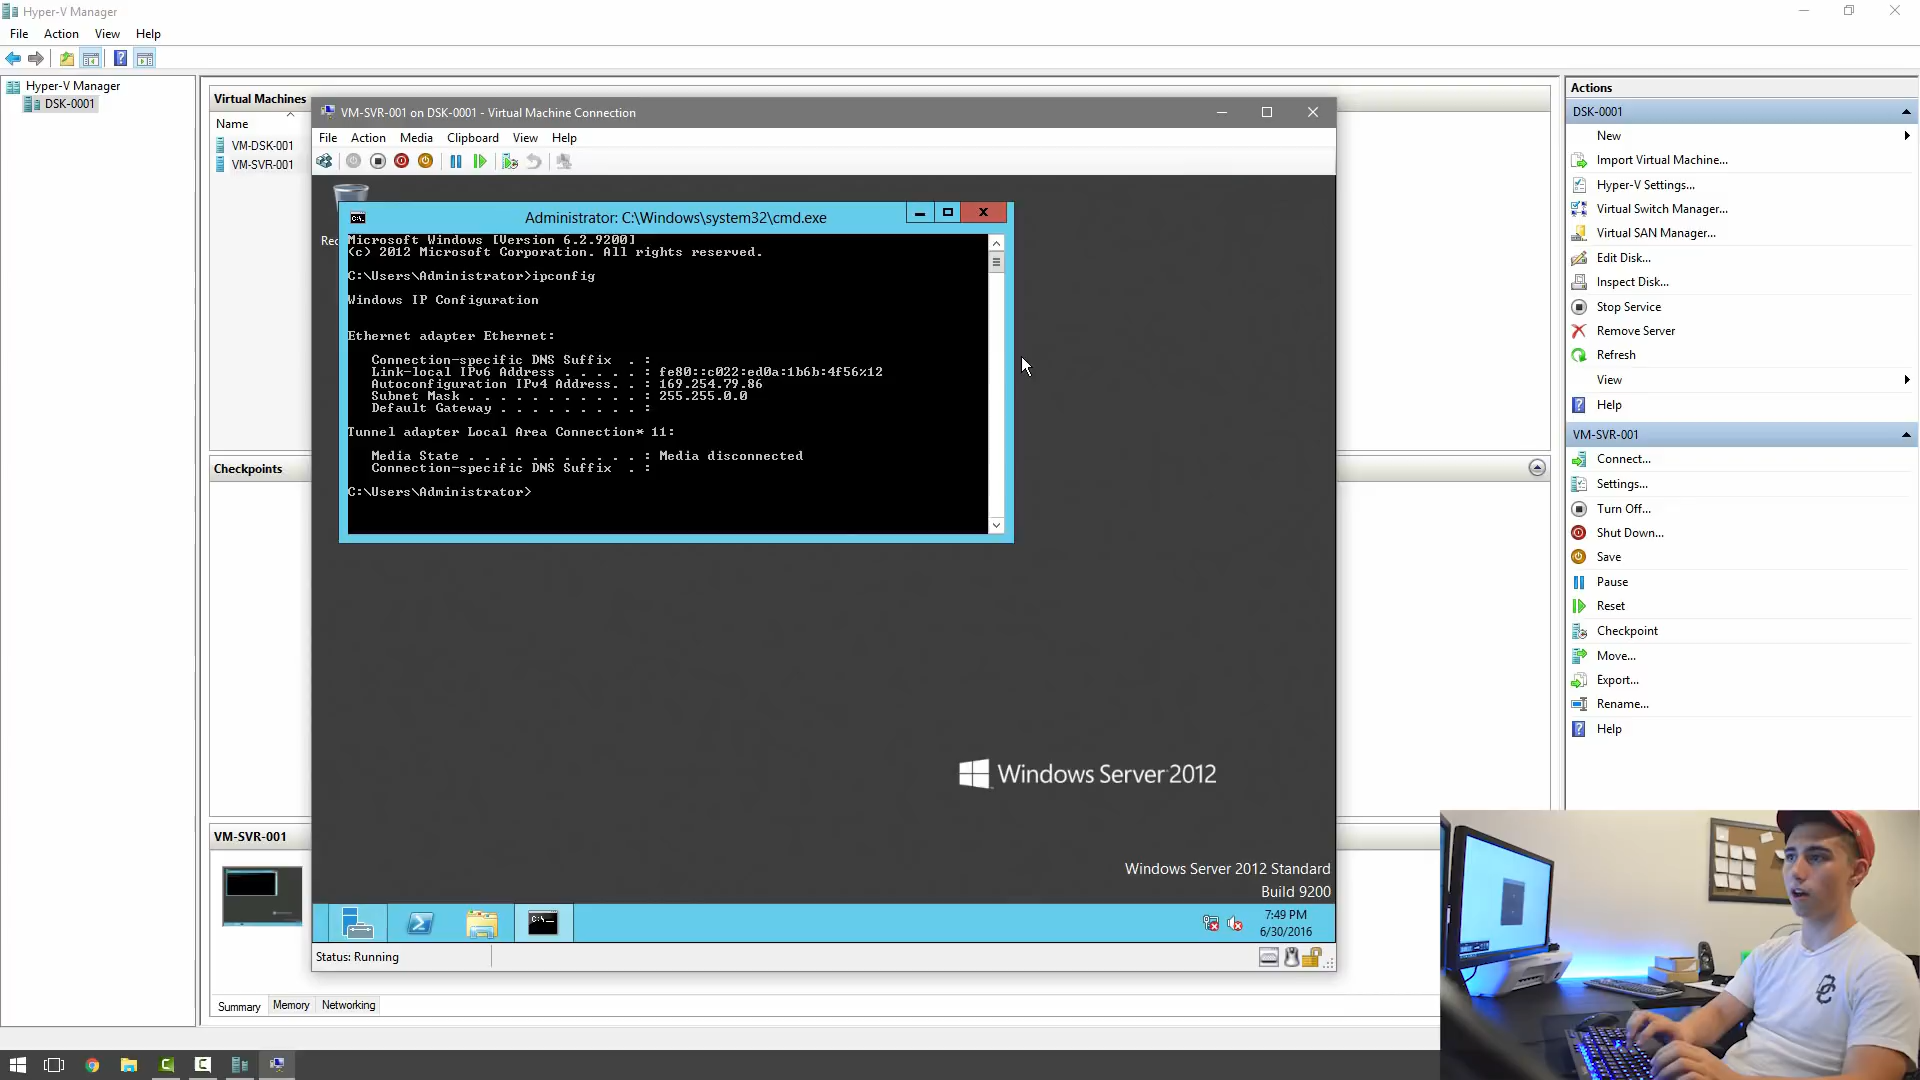 Hyper-V Manager
File Action View Help
Hyper-V Manager
DSK-0001
Virtual Machines
Name
VM-DSK-001
VM-SVR-001
Checkpoints
VM-SVR-001
Summary Memory Networking
VM-SVR-001 on DSK-0001 - Virtual Machine Connection
File Action Media Clipboard View Help
Rec
Administrator: C:\Windows\system32\cmd.exe
Microsoft Windows [Version 6.2.9200]
(c) 2012 Microsoft Corporation. All rights reserved.
C:\Users\Administrator>ipconfig
Windows IP Configuration
Ethernet adapter Ethernet:
Connection-specific DNS Suffix . :
Link-local IPv6 Address . . . . . : fe80::c022:ed0a:1b6b:4f56%12
Autoconfiguration IPv4 Address. . : 169.254.79.86
Subnet Mask . . . . . . . . . . . : 255.255.0.0
Default Gateway . . . . . . . . . :
Tunnel adapter Local Area Connection* 11:
Media State . . . . . . . . . . . : Media disconnected
Connection-specific DNS Suffix . :
C:\Users\Administrator>
Windows Server 2012
Windows Server 2012 Standard
Build 9200
7:49 PM
6/30/2016
Status: Running
Actions
DSK-0001
New
Import Virtual Machine...
Hyper-V Settings...
Virtual Switch Manager...
Virtual SAN Manager...
Edit Disk...
Inspect Disk...
Stop Service
Remove Server
Refresh
View
Help
VM-SVR-001
Connect...
Settings...
Turn Off...
Shut Down...
Save
Pause
Reset
Checkpoint
Move...
Export...
Rename...
Help